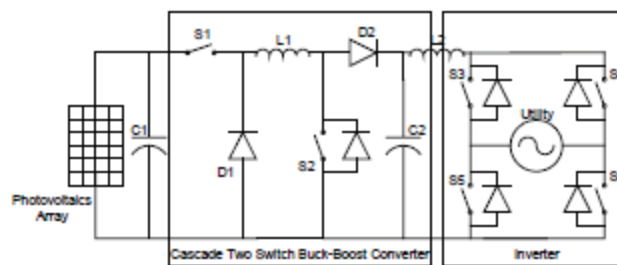 S1
L1
D2
L2
S3
S
Utility
C1
C2
D1
S2
S5
S
Photovoltaics
Array
Cascade Two Switch Buck-Boost Converter
Inverter